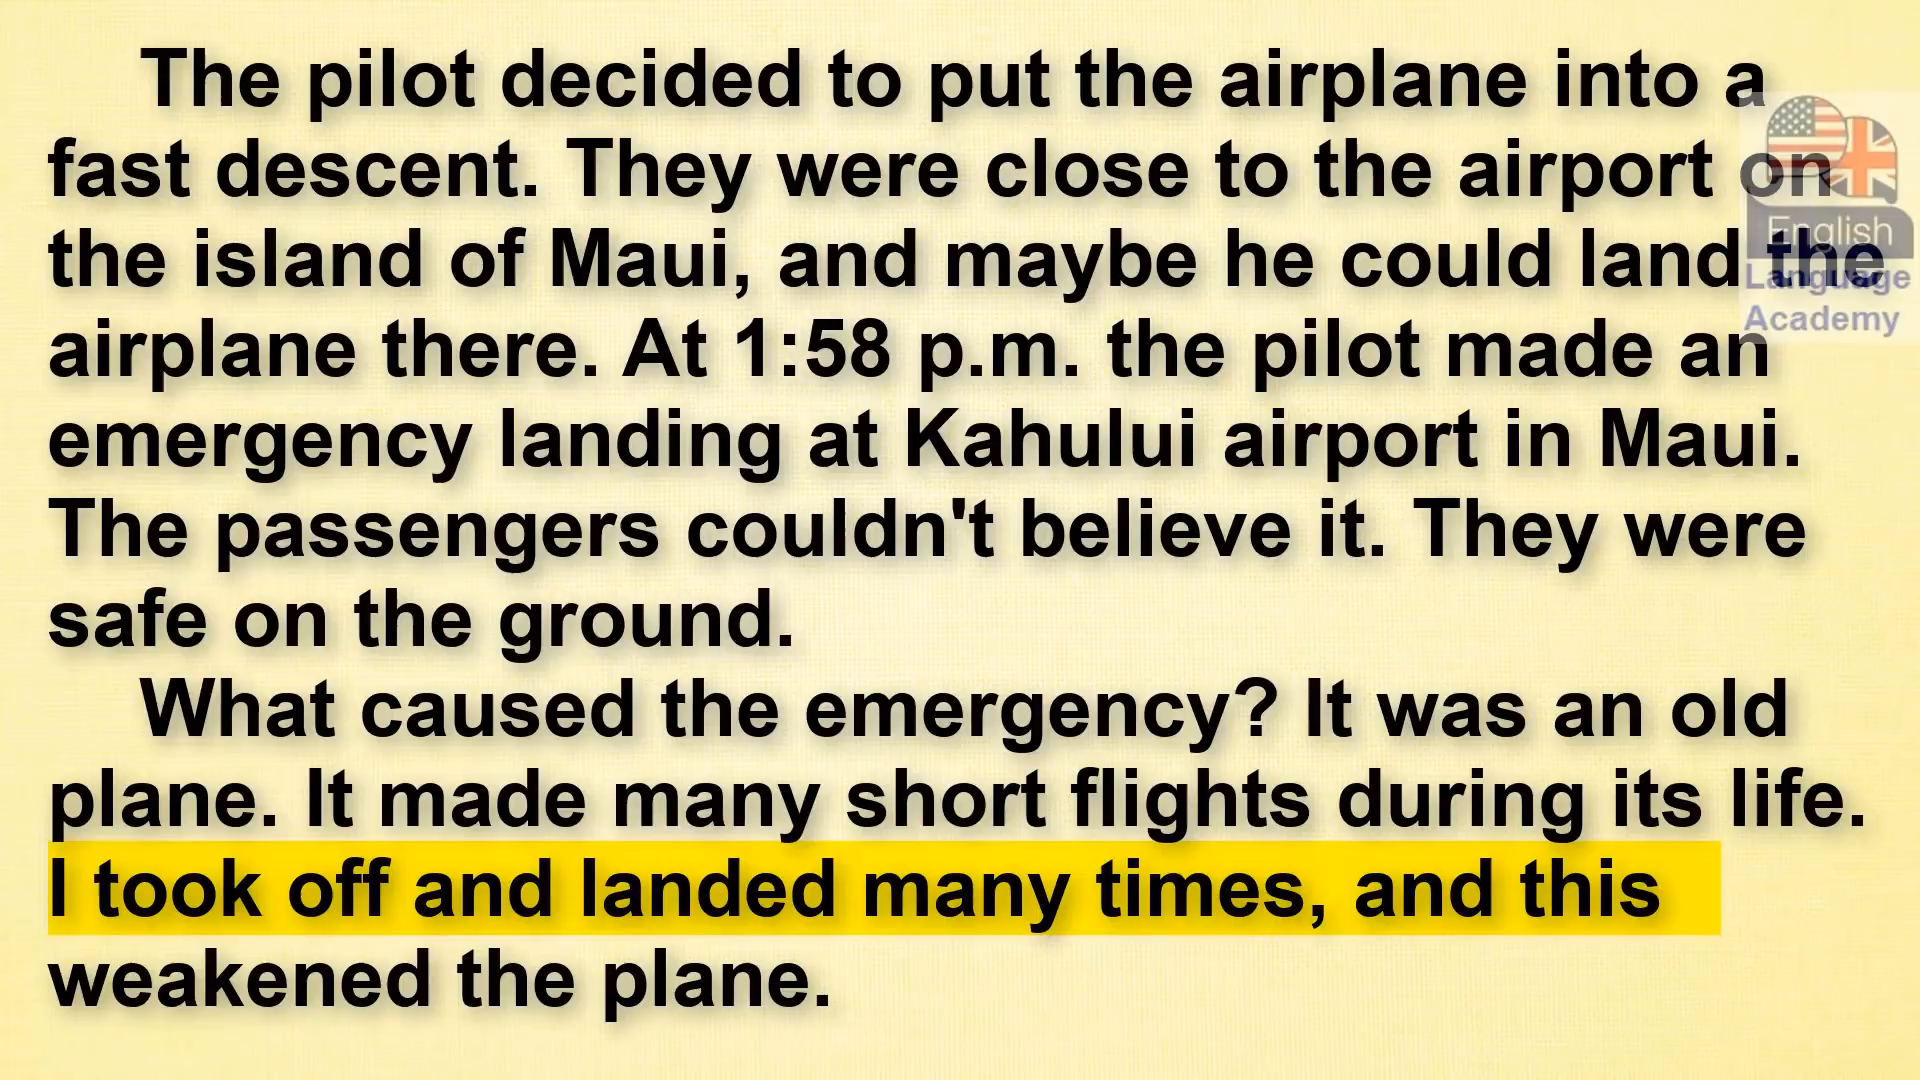 The pilot decided to put the airplane into a
fast descent. They were close to the airport on
the island of Maui, and maybe he could land the
airplane there. At 1:58 p.m. the pilot made an
emergency landing at Kahului airport in Maui.
The passengers couldn't believe it. They were
safe on the ground.
What caused the emergency? It was an old
plane. It made many short flights during its life.
I took off and landed many times, and this
weakened the plane.
English
Language
Academy